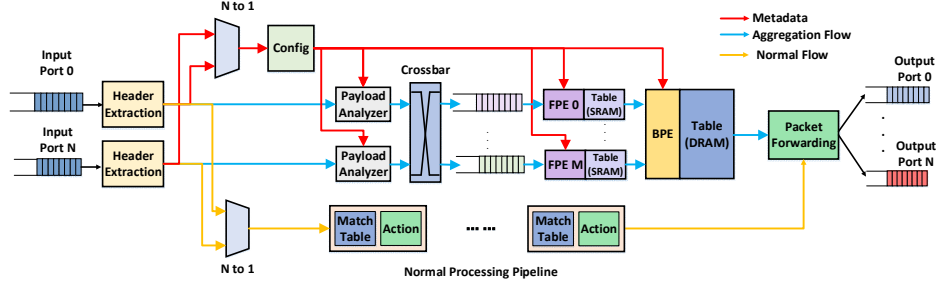 N to 1
Metadata
Aggregation Flow
Normal Flow
Input
Port 0
Config
Crossbar
Output
Port 0
Header
Extraction
Payload
Analyzer
FPE 0
Table
(SRAM)
Input
Port N
Header
Extraction
Payload
Analyzer
FPE M
Table
(SRAM)
BPE
Table
(DRAM)
Packet
Forwarding
Output
Port N
Match
Table
Action
Match
Table
Action
N to 1
Normal Processing Pipeline